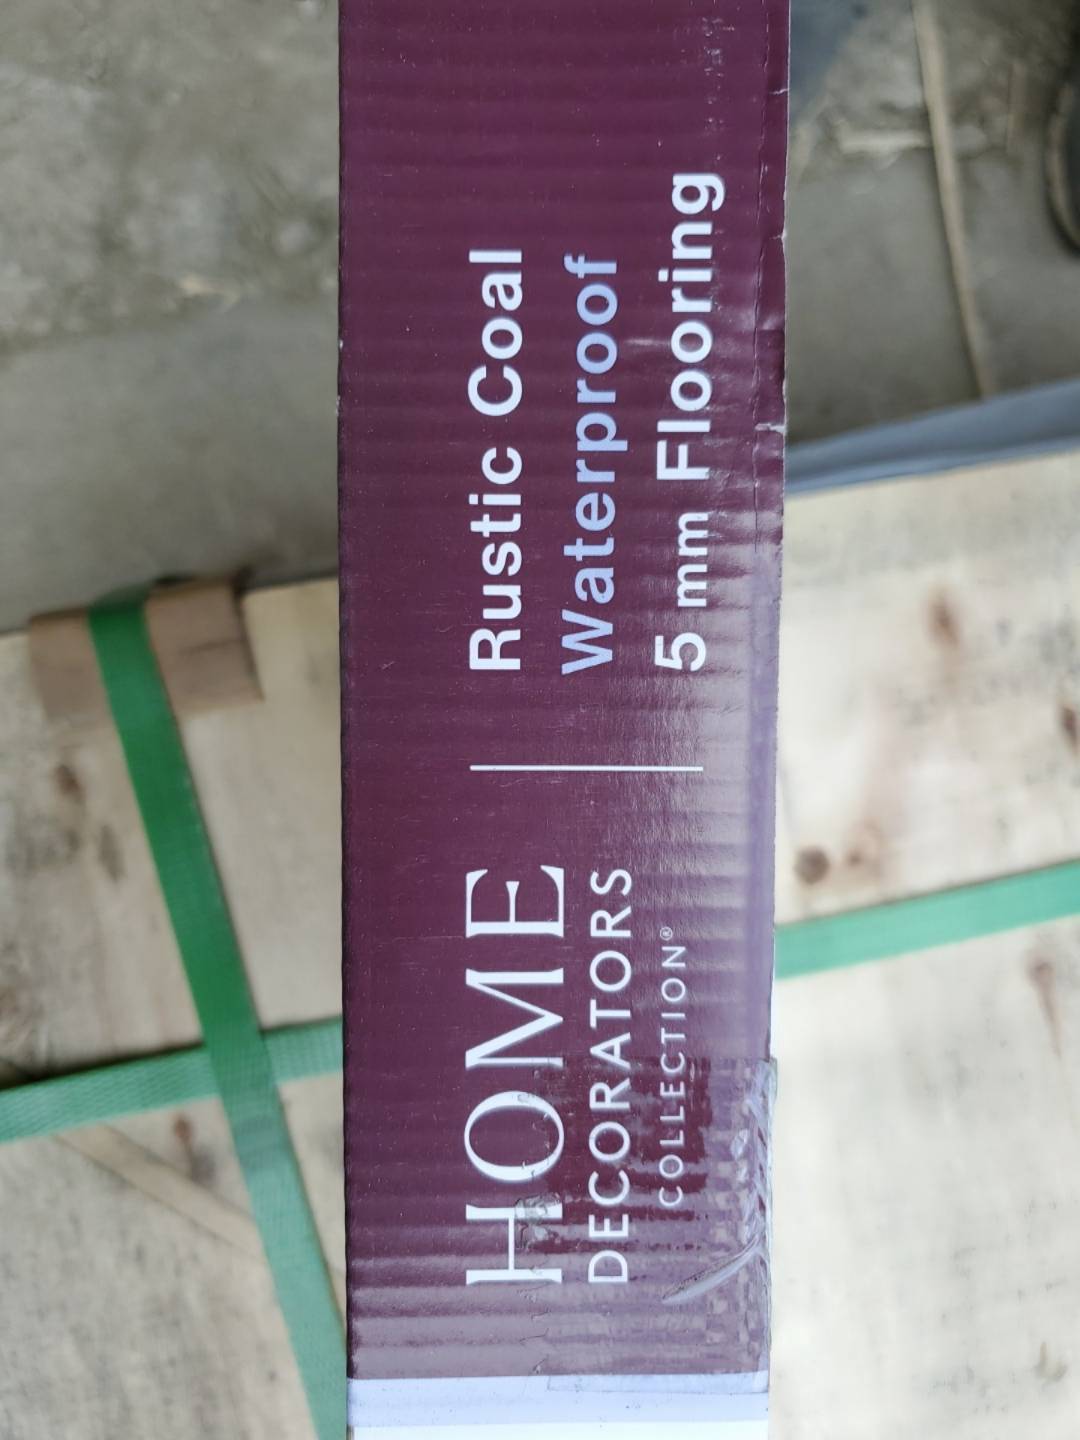 HOME
DECORATORS
COLLECTION®
Rustic Coal
Waterproof
5 mm Flooring